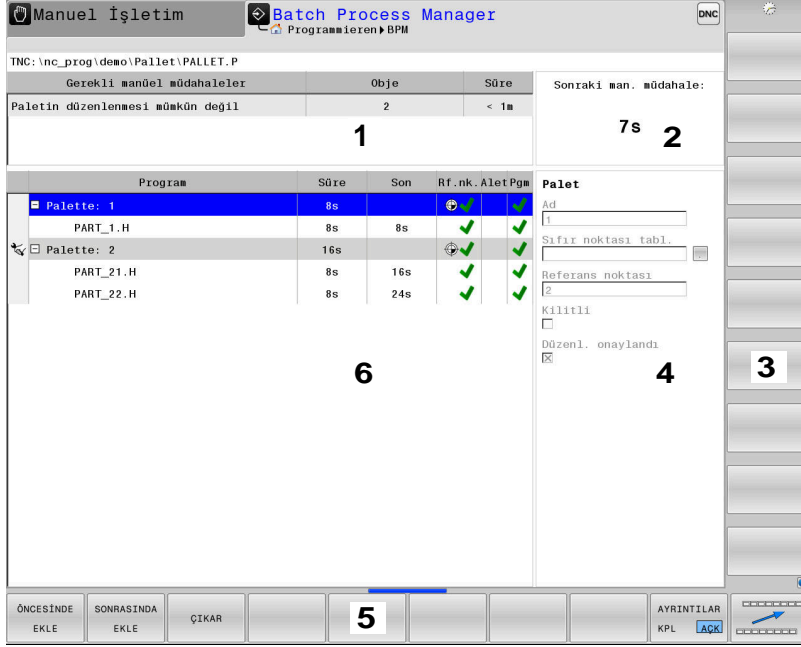 Manuel İşletim
Batch Process Manager
Programmieren▶BPM
DNC
TNC:\nc_prog\demo\Pallet\PALLET.P
Gerekli manüel müdahaleler Obje Süre
Paletin düzenlenmesi mümkün değil 2 < 1m
1
Sonraki man. müdahale:
7s
2
Program Süre Son Rf.nk. Alet Pgm
Palette: 1 8s
PART_1.H 8s 8s
Palette: 2 16s
PART_21.H 8s 16s
PART_22.H 8s 24s
6
Palet
Ad
1
Sıfır noktası tabl.
Referans noktası
2
Kilitli
Düzenl. onaylandı
4
3
ÖNCESİNDE EKLE
SONRASINDA EKLE
ÇIKAR
5
AYRINTILAR
KPL AÇK